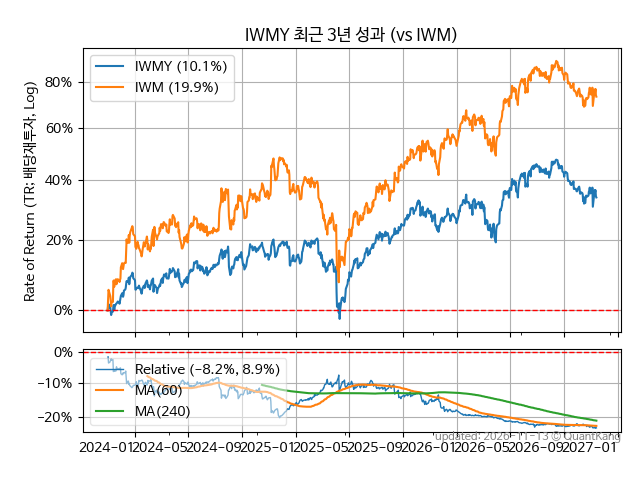 IWMY 최근 3년 성과 (vs IWM)
Rate of Return (TR: 배당재투자, Log)
IWMY (10.1%)
IWM (19.9%)
80%
60%
40%
20%
0%
0%
−10%
−20%
Relative (−8.2%, 8.9%)
MA(60)
MA(240)
2024−01 2024−05 2024−09 2025−01 2025−05 2025−09 2026−01 2026−05 2026−09 2027−01